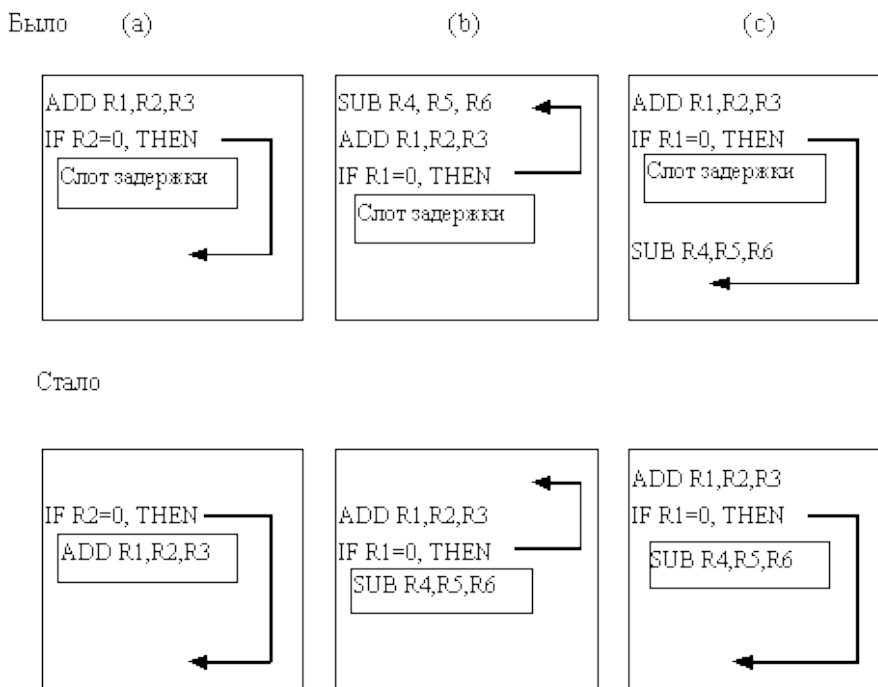 Было (a) (b) (c)
ADD R1,R2,R3
IF R2=0, THEN
Слот задержки
SUB R4, R5, R6
ADD R1,R2,R3
IF R1=0, THEN
Слот задержки
ADD R1,R2,R3
IF R1=0, THEN
Слот задержки
SUB R4,R5,R6
Стало
IF R2=0, THEN
ADD R1,R2,R3
ADD R1,R2,R3
IF R1=0, THEN
SUB R4,R5,R6
ADD R1,R2,R3
IF R1=0, THEN
SUB R4,R5,R6